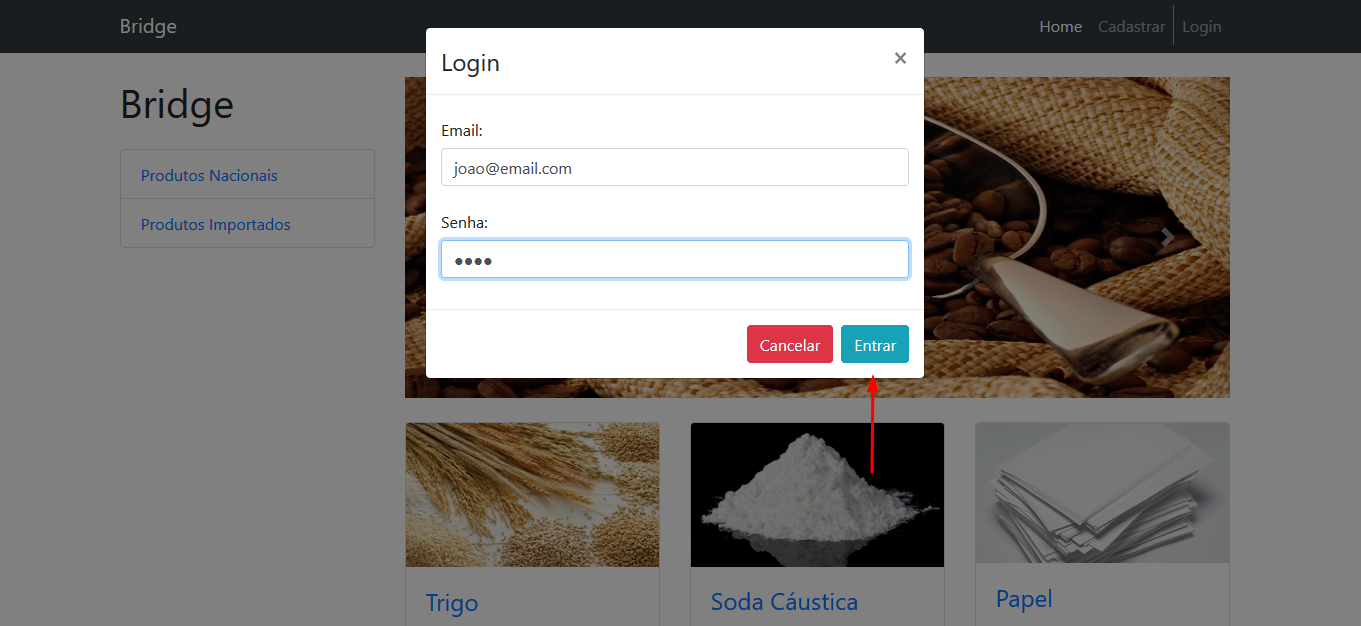 Bridge
Home Cadastrar Login
Login ×
Email:
joao@email.com
Senha:
••••
Cancelar Entrar
Bridge
Produtos Nacionais
Produtos Importados
Trigo
Soda Cáustica
Papel